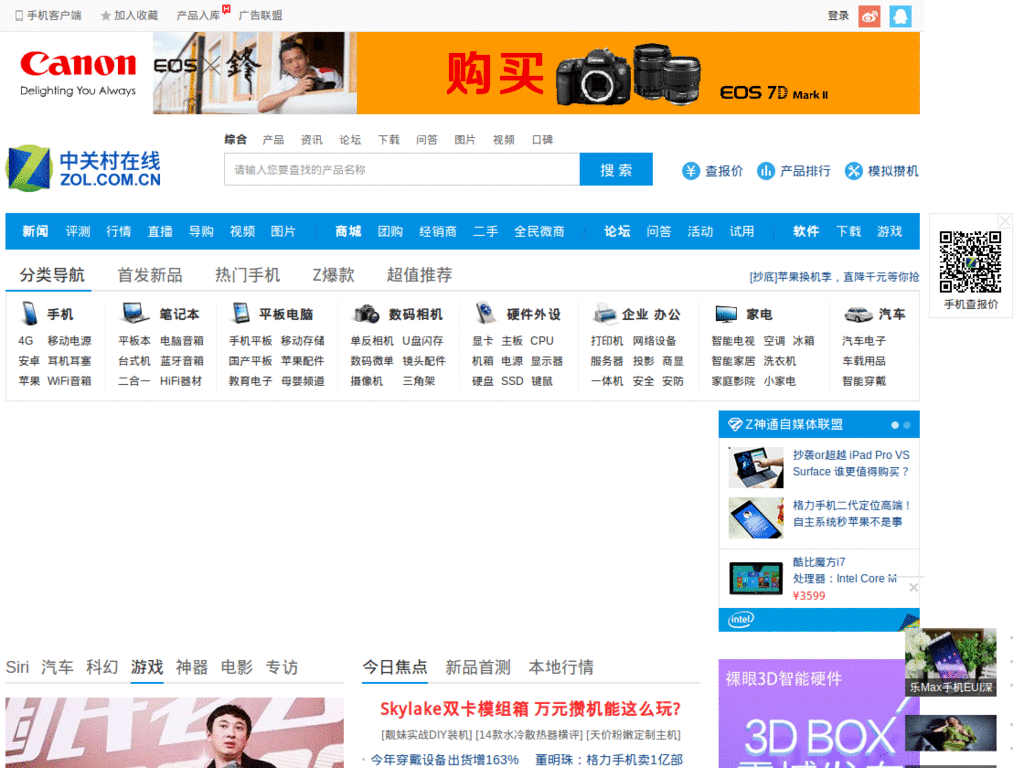 手机客户端 加入收藏 产品入库 H 广告联盟 登录
Canon
Delighting You Always
EOS X 鋒
购买
EOS 7D Mark II
中关村在线
ZOL.COM.CN
综合 产品 资讯 论坛 下载 问答 图片 视频 口碑
请输入您要查找的产品名称
搜索
查报价 产品排行 模拟攒机
新闻 评测 行情 直播 导购 视频 图片 商城 团购 经销商 二手 全民微商 论坛 问答 活动 试用 软件 下载 游戏
手机查报价
分类导航 首发新品 热门手机 Z爆款 超值推荐 [抄底]苹果换机季，直降千元等你抢
手机 笔记本 平板电脑 数码相机 硬件外设 企业 办公 家电 汽车
4G 移动电源 平板本 电脑音箱 手机平板 移动存储 单反相机 U盘闪存 显卡 主板 CPU 打印机 网络设备 智能电视 空调 冰箱 汽车电子
安卓 耳机耳塞 台式机 蓝牙音箱 国产平板 苹果配件 数码微单 镜头配件 机箱 电源 显示器 服务器 投影 商显 智能家居 洗衣机 车载用品
苹果 WiFi音箱 二合一 HiFi器材 教育电子 母婴频道 摄像机 三角架 硬盘 SSD 键鼠 一体机 安全 安防 家庭影院 小家电 智能穿戴
Z神通自媒体联盟
抄袭or超越 iPad Pro VS
Surface 谁更值得购买？
格力手机二代定位高端！
自主系统秒苹果不是事
酷比魔方i7
处理器：Intel Core M
¥3599
intel
Siri 汽车 科幻 游戏 神器 电影 专访
今日焦点 新品首测 本地行情
Skylake双卡模组箱 万元攒机能这么玩?
[靓妹实战DIY装机] [14款水冷散热器横评] [天价粉嫩定制主机]
今年穿戴设备出货增163% 董明珠：格力手机卖1亿部
裸眼3D智能硬件
3D BOX
乐Max手机EUI深